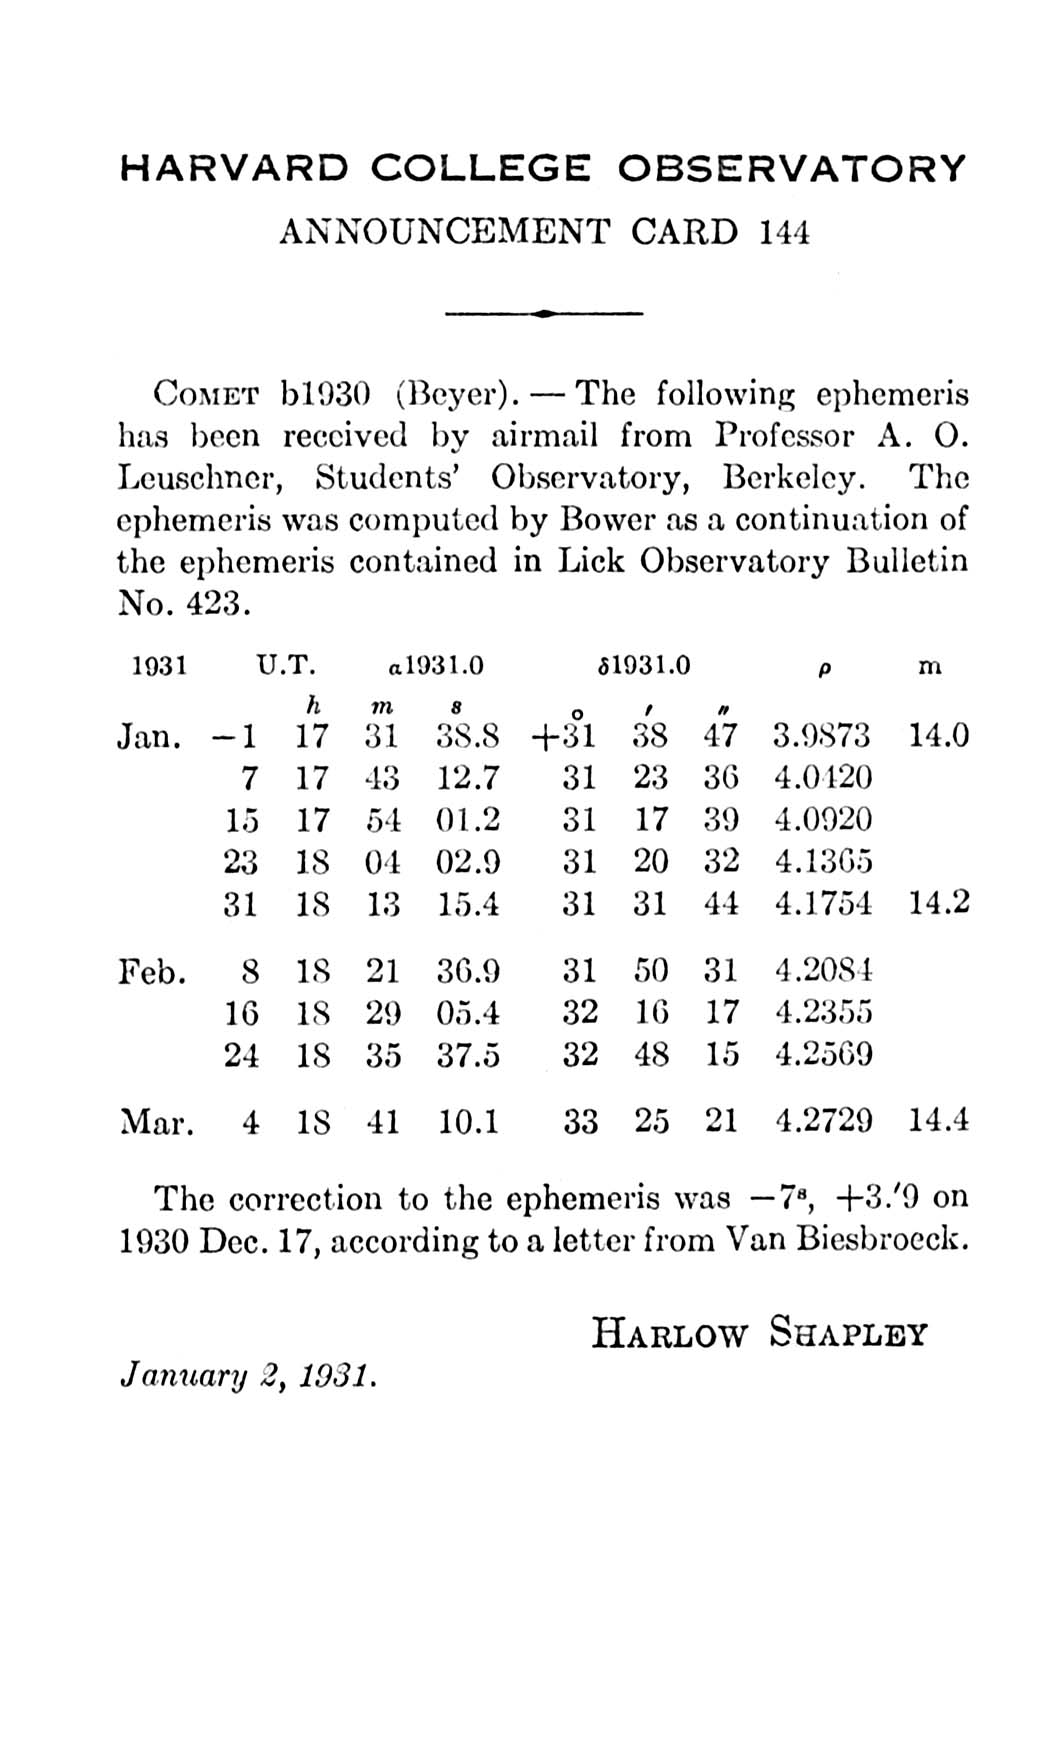 HARVARD COLLEGE OBSERVATORY
ANNOUNCEMENT CARD 144
COMET b1930 (Beyer). — The following ephemeris
has been received by airmail from Professor A. O.
Leuschner, Students' Observatory, Berkeley. The
ephemeris was computed by Bower as a continuation of
the ephemeris contained in Lick Observatory Bulletin
No. 423.
1931 U.T. α1931.0 δ1931.0 ρ m
h m s ° ′ ″
Jan. −1 17 31 38.8 +31 38 47 3.9873 14.0
7 17 43 12.7 31 23 36 4.0420
15 17 54 01.2 31 17 39 4.0920
23 18 04 02.9 31 20 32 4.1365
31 18 13 15.4 31 31 44 4.1754 14.2
Feb. 8 18 21 36.9 31 50 31 4.2084
16 18 29 05.4 32 16 17 4.2355
24 18 35 37.5 32 48 15 4.2569
Mar. 4 18 41 10.1 33 25 21 4.2729 14.4
The correction to the ephemeris was −7ˢ, +3.′9 on
1930 Dec. 17, according to a letter from Van Biesbroeck.
HARLOW SHAPLEY
January 2, 1931.